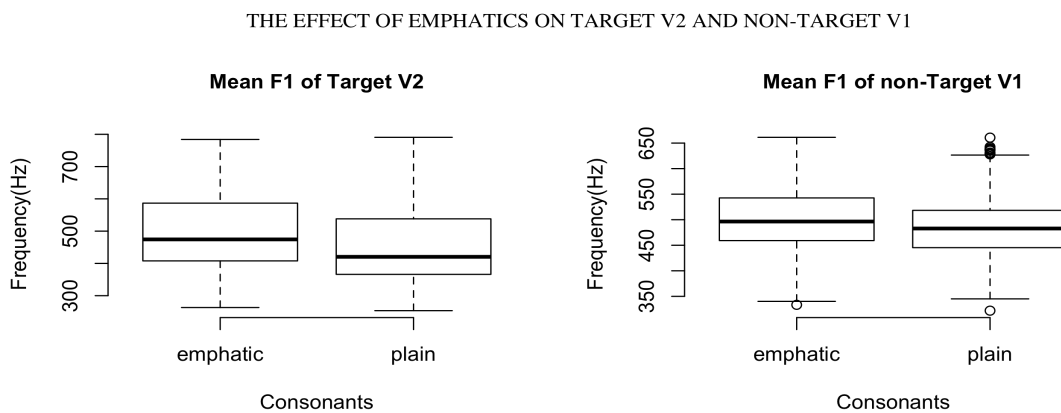 THE EFFECT OF EMPHATICS ON TARGET V2 AND NON-TARGET V1
Mean F1 of Target V2
Frequency(Hz)
700
500
300
emphatic plain
Consonants
Mean F1 of non-Target V1
Frequency(Hz)
650
550
450
350
emphatic plain
Consonants